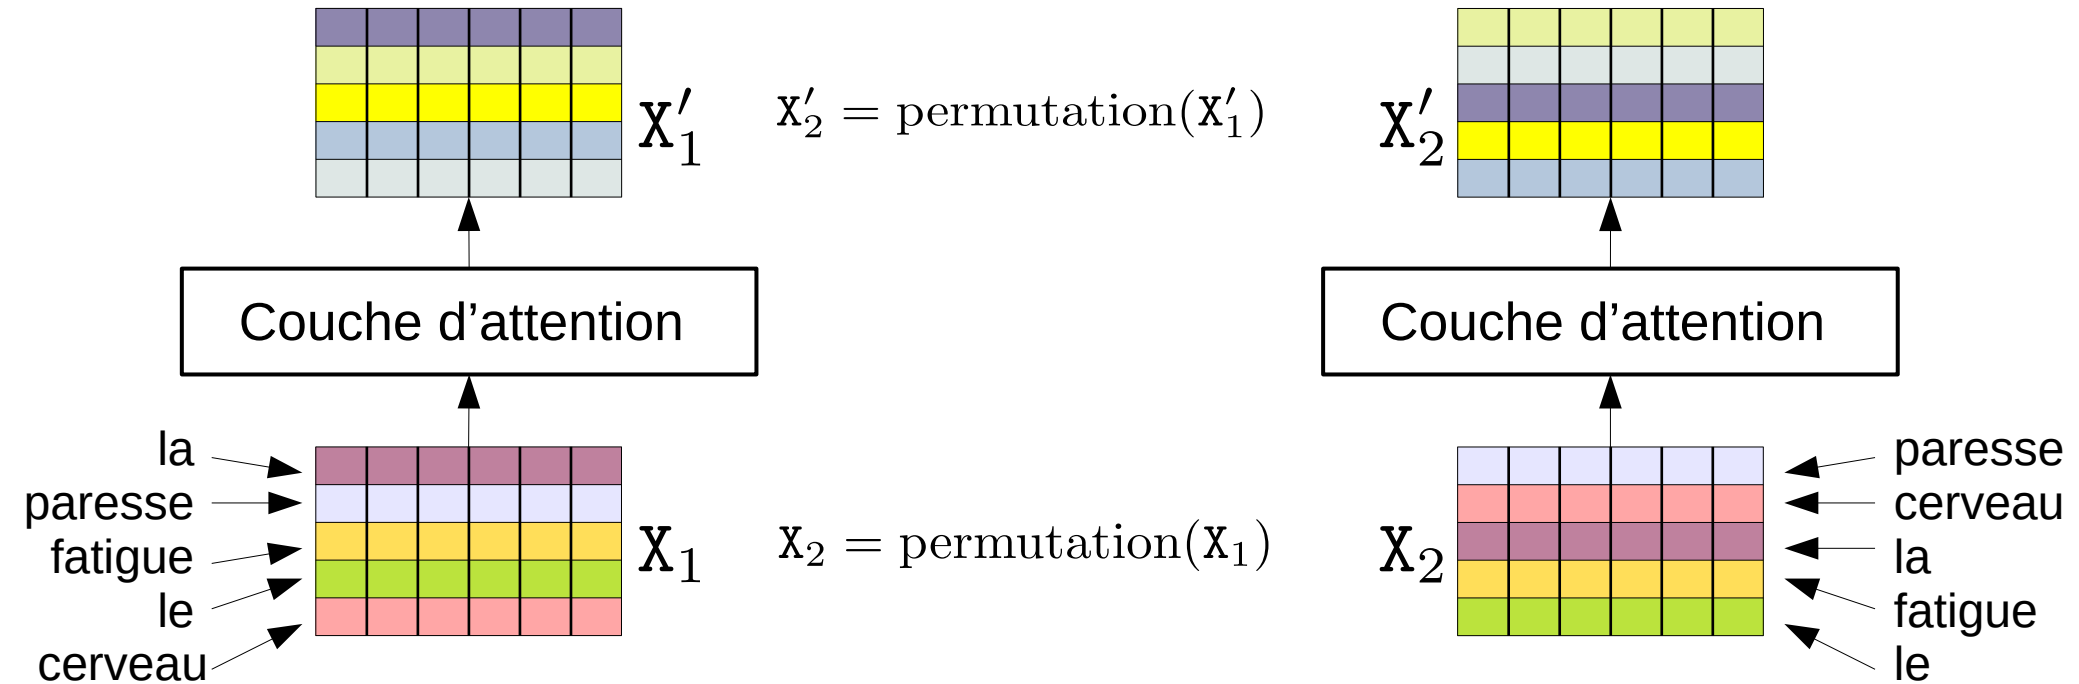 X′₁
X′₂ = permutation(X′₁)
X′₂
Couche d’attention
Couche d’attention
la
paresse
fatigue
le
cerveau
X₁
X₂ = permutation(X₁)
X₂
paresse
cerveau
la
fatigue
le